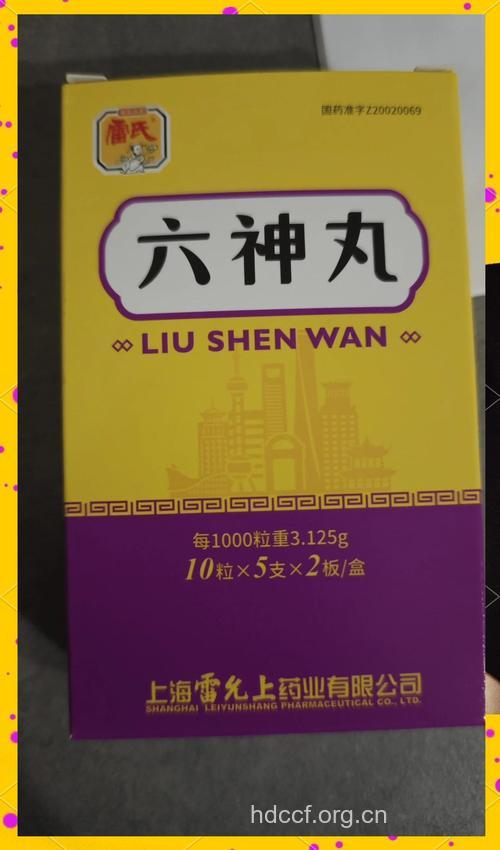 国药准字Z20020069
雷氏
六神丸
LIU SHEN WAN
每1000粒重3.125g
10粒×5支×2板/盒
上海雷允上药业有限公司
SHANGHAI LEIYUNSHANG PHARMACEUTICAL CO., LTD.
hdccf.org.cn